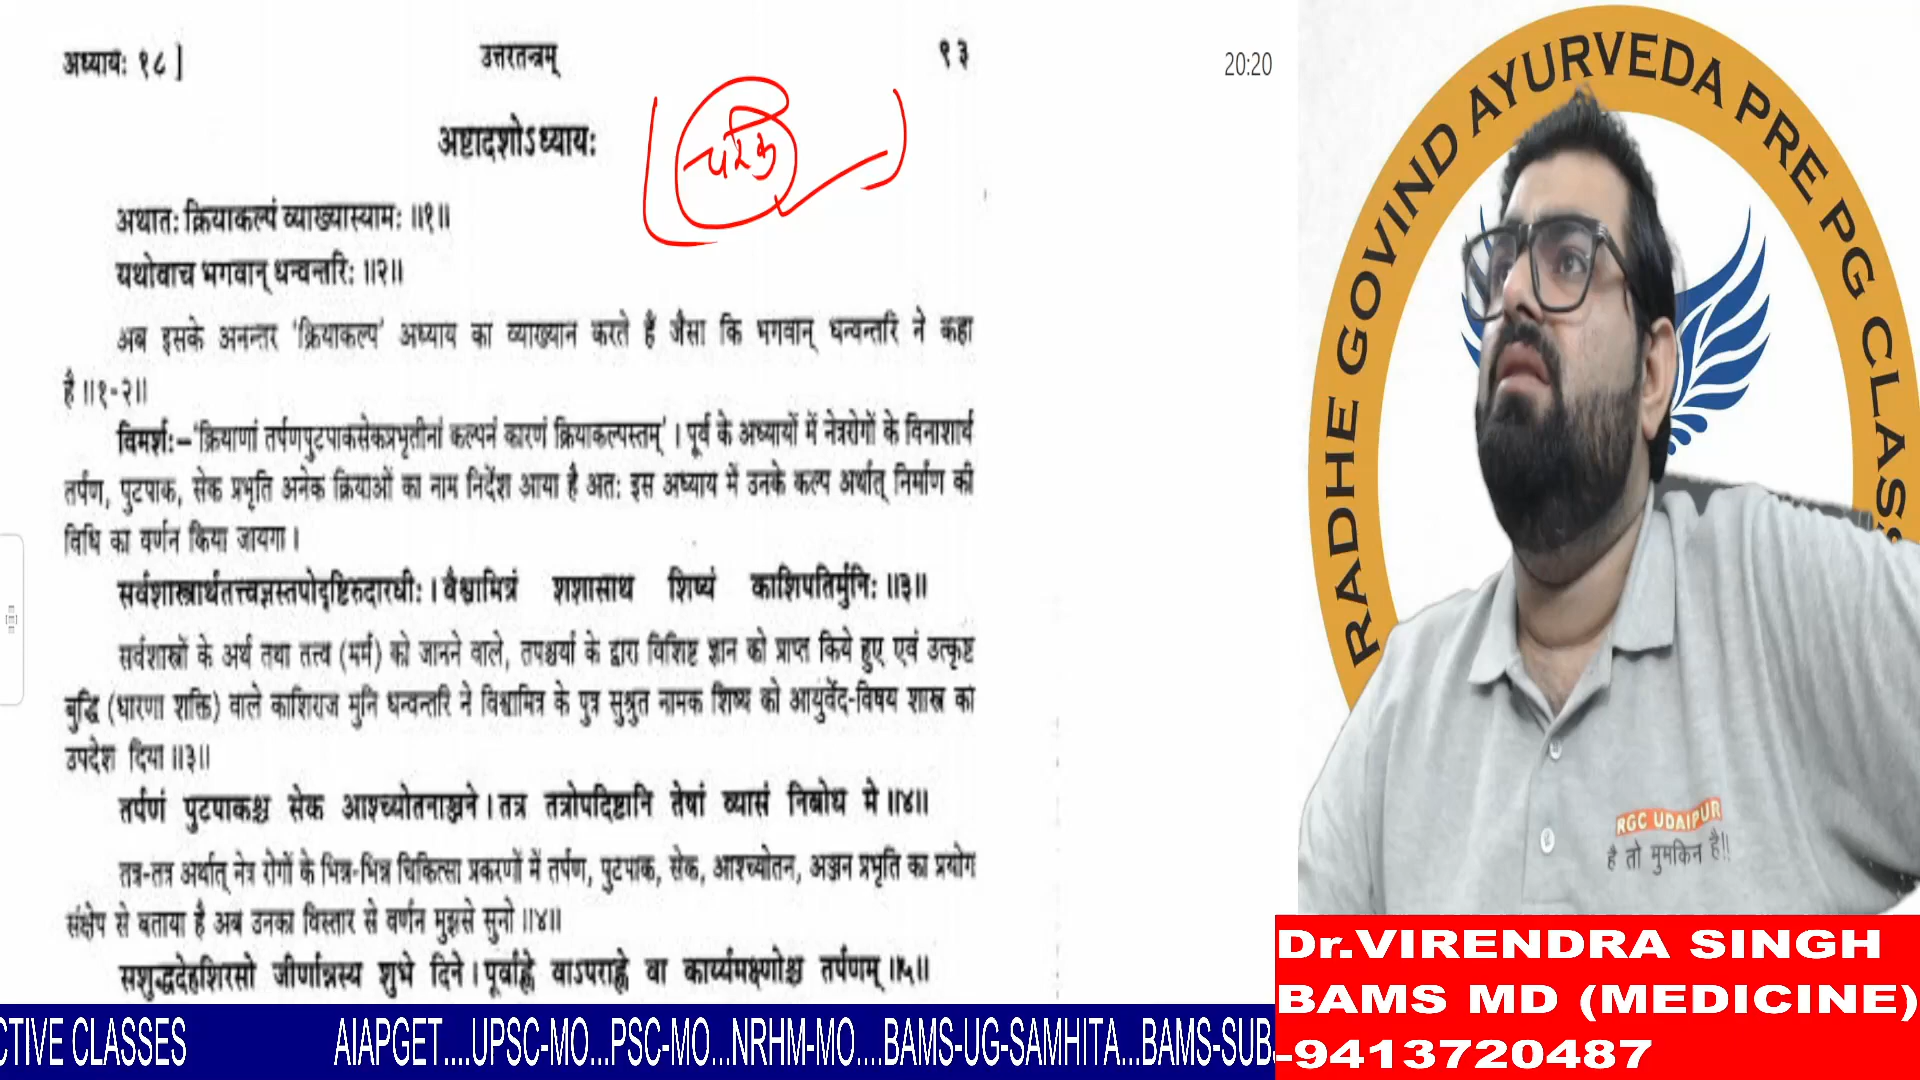 अध्यायः १८ ]
उत्तरतन्त्रम्
९३
20:20
अष्टादशोऽध्यायः
चरक
अथातः क्रियाकल्पं व्याख्यास्यामः ॥१॥
यथोवाच भगवान् धन्वन्तरिः ॥२॥
अब इसके अनन्तर 'क्रियाकल्प' अध्याय का व्याख्यान करते हैं जैसा कि भगवान् धन्वन्तरि ने कहा
है ॥१-२॥
विमर्शः–'क्रियाणां तर्पणपुटपाकसेकप्रभृतीनां कल्पनं कारणं क्रियाकल्पस्तम्' । पूर्व के अध्यायों में नेत्ररोगों के विनाशार्थ
तर्पण, पुटपाक, सेक प्रभृति अनेक क्रियाओं का नाम निर्देश आया है अतः इस अध्याय में उनके कल्प अर्थात् निर्माण की
विधि का वर्णन किया जायगा ।
सर्वशास्त्रार्थतत्त्वज्ञस्तपोदृष्टिरुदारधीः । वैश्वामित्रं शशासाथ शिष्यं काशिपतिर्मुनिः ॥३॥
सर्वशास्त्रों के अर्थ तथा तत्त्व (मर्म) को जानने वाले, तपश्चर्या के द्वारा विशिष्ट ज्ञान को प्राप्त किये हुए एवं उत्कृष्ट
बुद्धि (धारणा शक्ति) वाले काशिराज मुनि धन्वन्तरि ने विश्वामित्र के पुत्र सुश्रुत नामक शिष्य को आयुर्वेद-विषय शास्त्र का
उपदेश दिया ॥३॥
तर्पणं पुटपाकश्च सेक आश्च्योतनाञ्जने । तत्र तत्रोपदिष्टानि तेषां व्यासं निबोध मे ॥४॥
तत्र-तत्र अर्थात् नेत्र रोगों के भिन्न-भिन्न चिकित्सा प्रकरणों में तर्पण, पुटपाक, सेक, आश्च्योतन, अञ्जन प्रभृति का प्रयोग
संक्षेप से बताया है अब उनका विस्तार से वर्णन मुझसे सुनो ॥४॥
सशुद्धदेहशिरसो जीर्णान्नस्य शुभे दिने । पूर्वाह्ने वाऽपराह्ने वा कार्य्यमक्ष्णोश्च तर्पणम् ॥५॥
RADHE GOVIND AYURVEDA PRE PG CLASS
RGC UDAIPUR
है तो मुमकिन है!!
Dr.VIRENDRA SINGH
BAMS MD (MEDICINE)
-9413720487
CTIVE CLASSES AIAPGET....UPSC-MO...PSC-MO...NRHM-MO....BAMS-UG-SAMHITA...BAMS-SUB